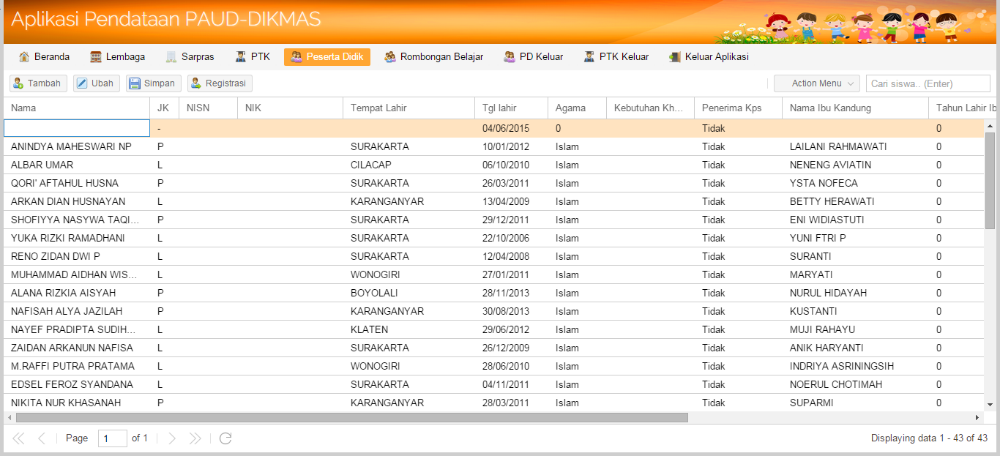 Aplikasi Pendataan PAUD-DIKMAS
Beranda Lembaga Sarpras PTK Peserta Didik Rombongan Belajar PD Keluar PTK Keluar Keluar Aplikasi
Tambah Ubah Simpan Registrasi Action Menu Cari siswa.. (Enter)
Nama JK NISN NIK Tempat Lahir Tgl lahir Agama Kebutuhan Kh... Penerima Kps Nama Ibu Kandung Tahun Lahir Ib
- 04/06/2015 0 Tidak 0
ANINDYA MAHESWARI NP P SURAKARTA 10/01/2012 Islam Tidak LAILANI RAHMAWATI 0
ALBAR UMAR L CILACAP 06/10/2010 Islam Tidak NENENG AVIATIN 0
QORI' AFTAHUL HUSNA P SURAKARTA 26/03/2011 Islam Tidak YSTA NOFECA 0
ARKAN DIAN HUSNAYAN L KARANGANYAR 13/04/2009 Islam Tidak BETTY HERAWATI 0
SHOFIYYA NASYWA TAQI... P SURAKARTA 29/12/2011 Islam Tidak ENI WIDIASTUTI 0
YUKA RIZKI RAMADHANI L SURAKARTA 22/10/2006 Islam Tidak YUNI FTRI P 0
RENO ZIDAN DWI P L SURAKARTA 12/04/2008 Islam Tidak SURANTI 0
MUHAMMAD AIDHAN WIS... L WONOGIRI 27/01/2011 Islam Tidak MARYATI 0
ALANA RIZKIA AISYAH P BOYOLALI 28/11/2013 Islam Tidak NURUL HIDAYAH 0
NAFISAH ALYA JAZILAH P KARANGANYAR 30/08/2013 Islam Tidak KUSTANTI 0
NAYEF PRADIPTA SUDIH... L KLATEN 29/06/2012 Islam Tidak MUJI RAHAYU 0
ZAIDAN ARKANUN NAFISA L SURAKARTA 26/12/2009 Islam Tidak ANIK HARYANTI 0
M.RAFFI PUTRA PRATAMA L WONOGIRI 28/06/2010 Islam Tidak INDRIYA ASRININGSIH 0
EDSEL FEROZ SYANDANA L SURAKARTA 04/11/2011 Islam Tidak NOERUL CHOTIMAH 0
NIKITA NUR KHASANAH P KARANGANYAR 28/03/2011 Islam Tidak SUPARMI 0
Page 1 of 1 Displaying data 1 - 43 of 43